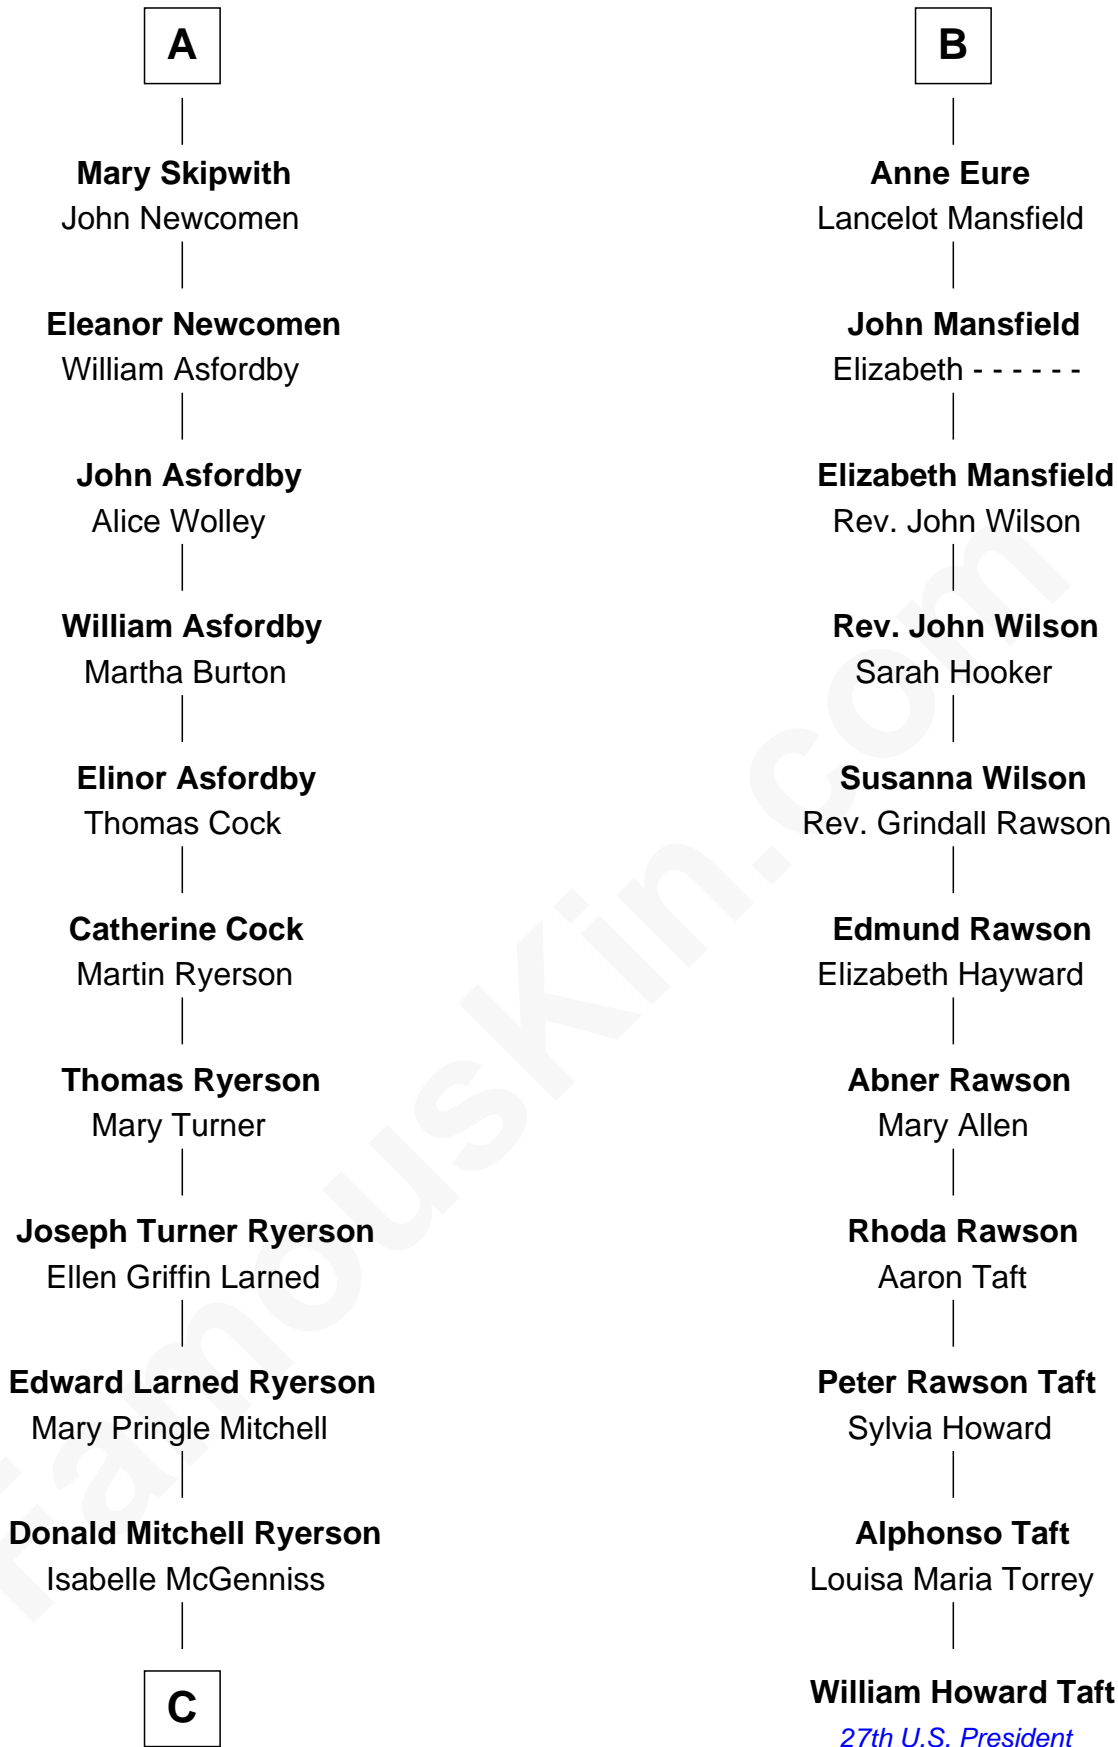 A
Mary Skipwith
John Newcomen
Eleanor Newcomen
William Asfordby
John Asfordby
Alice Wolley
William Asfordby
Martha Burton
Elinor Asfordby
Thomas Cock
Catherine Cock
Martin Ryerson
Thomas Ryerson
Mary Turner
Joseph Turner Ryerson
Ellen Griffin Larned
Edward Larned Ryerson
Mary Pringle Mitchell
Donald Mitchell Ryerson
Isabelle McGenniss
C
B
Anne Eure
Lancelot Mansfield
John Mansfield
Elizabeth - - - - - -
Elizabeth Mansfield
Rev. John Wilson
Rev. John Wilson
Sarah Hooker
Susanna Wilson
Rev. Grindall Rawson
Edmund Rawson
Elizabeth Hayward
Abner Rawson
Mary Allen
Rhoda Rawson
Aaron Taft
Peter Rawson Taft
Sylvia Howard
Alphonso Taft
Louisa Maria Torrey
William Howard Taft
27th U.S. President
FamousKin.com